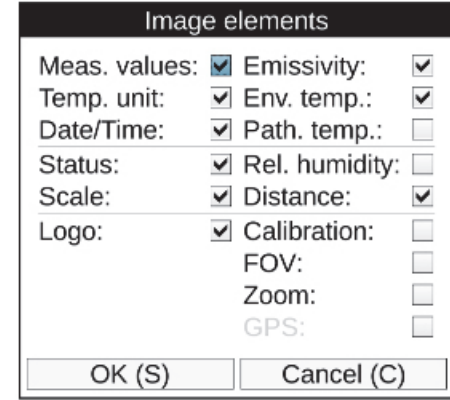 Image elements
Meas. values: Emissivity:
Temp. unit: Env. temp.:
Date/Time: Path. temp.:
Status: Rel. humidity:
Scale: Distance:
Logo: Calibration:
FOV:
Zoom:
GPS:
OK (S) Cancel (C)